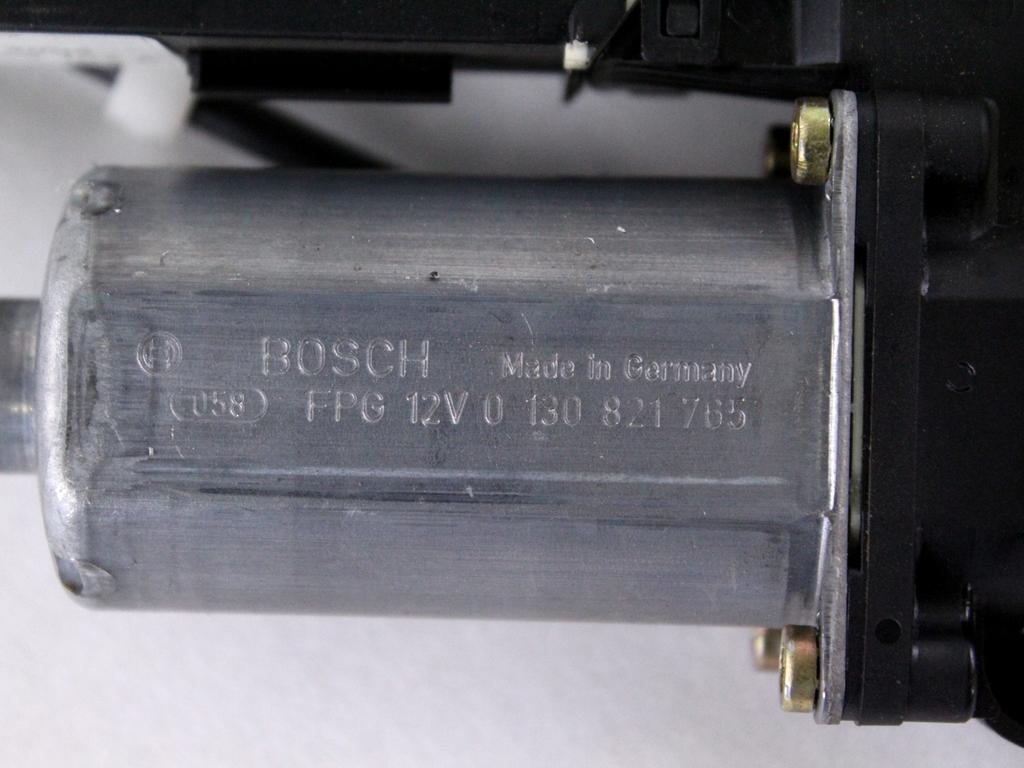 BOSCH Made in Germany
058 FPG 12V 0 130 821 765